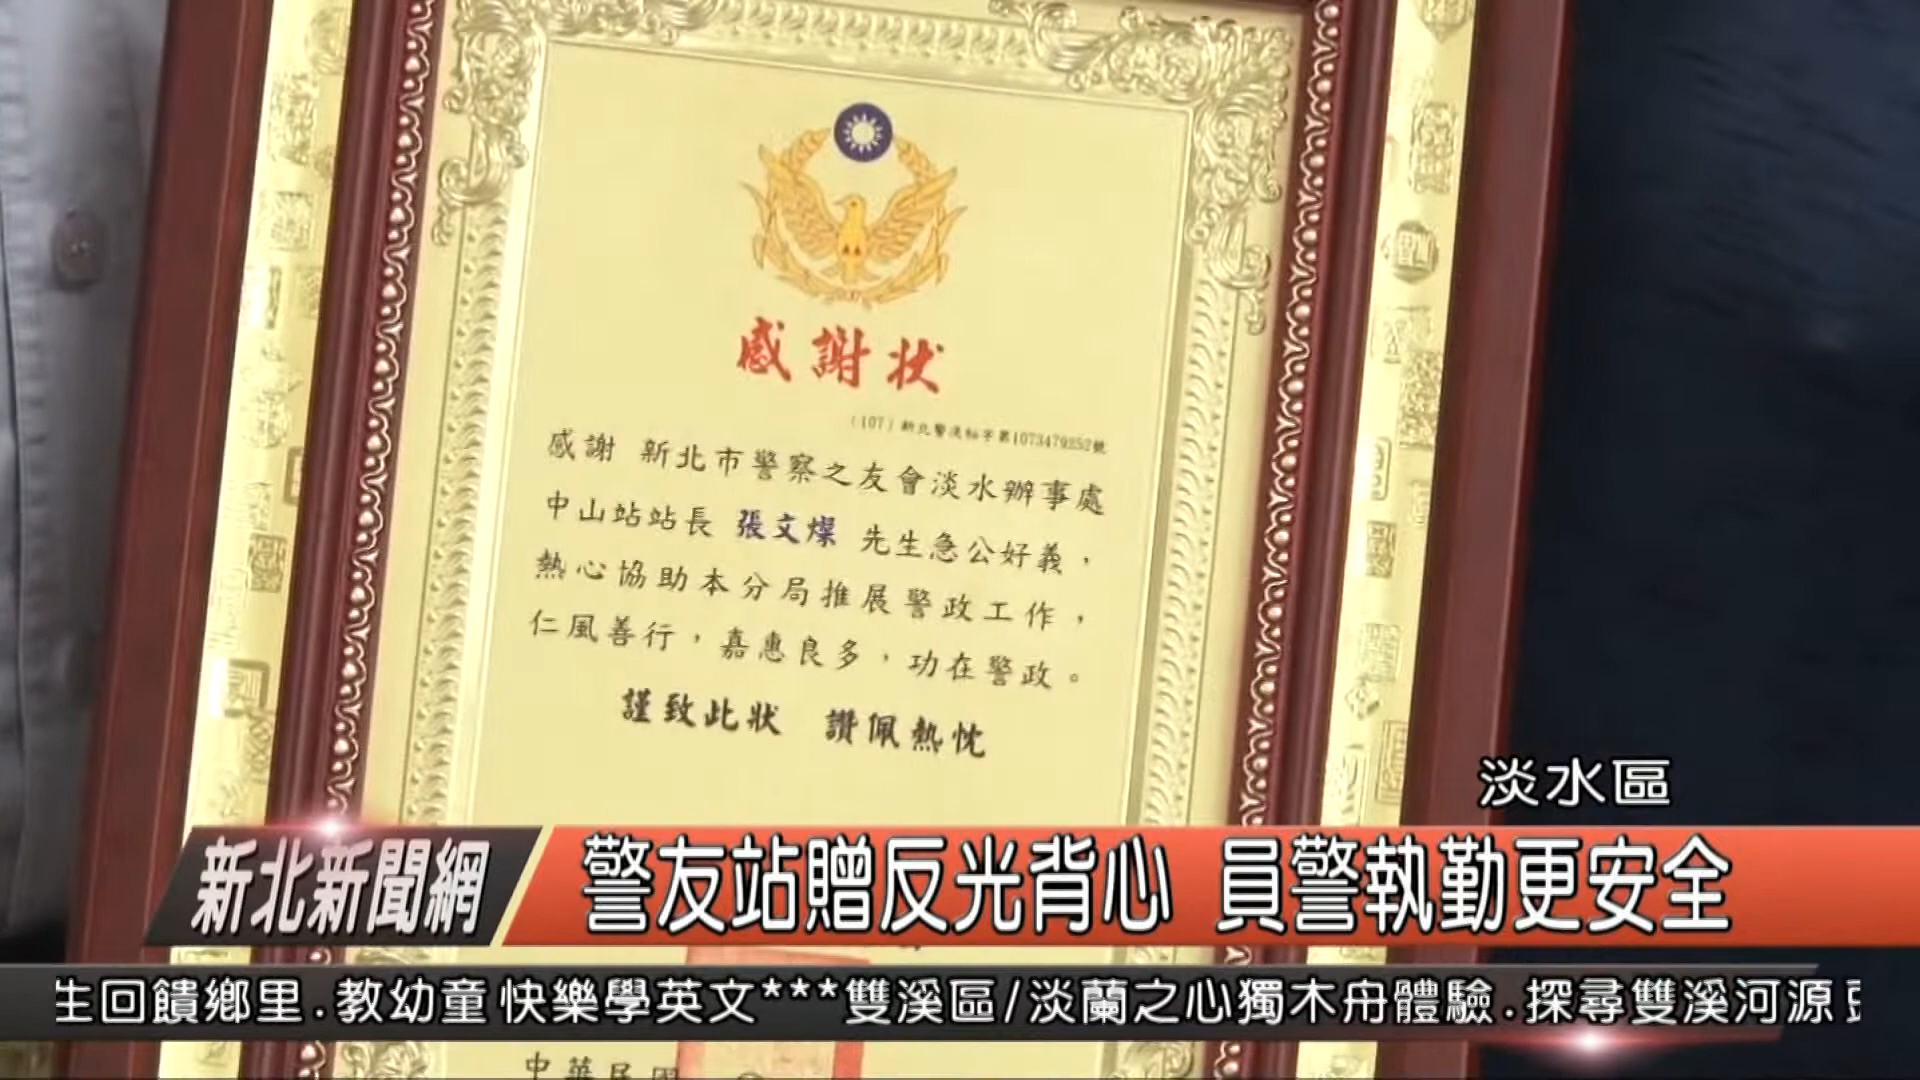 感謝狀
（107）新北警淡秘字第1073479252號
感謝 新北市警察之友會淡水辦事處
中山站站長 張文燦 先生急公好義，
熱心協助本分局推展警政工作，
仁風善行，嘉惠良多，功在警政。
謹致此狀 讚佩熱忱
淡水區
新北新聞網
警友站贈反光背心 員警執勤更安全
生回饋鄉里.教幼童快樂學英文***雙溪區/淡蘭之心獨木舟體驗.探尋雙溪河源
中華民國